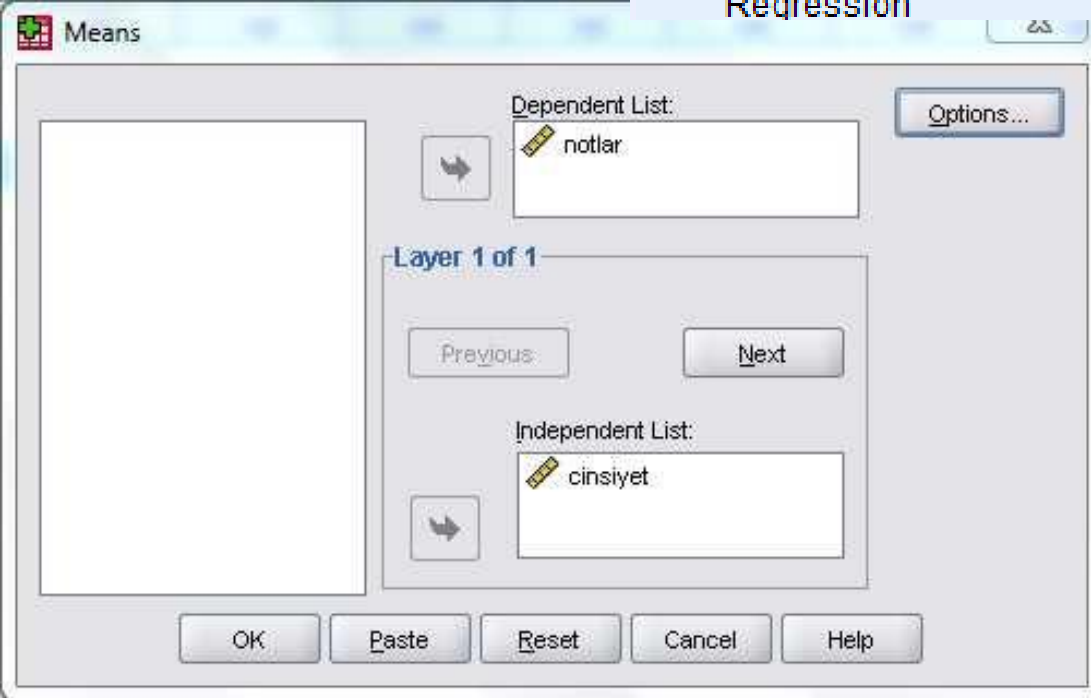 Regression
Means
Dependent List:
notlar
Options...
Layer 1 of 1
Previous
Next
Independent List:
cinsiyet
OK
Paste
Reset
Cancel
Help